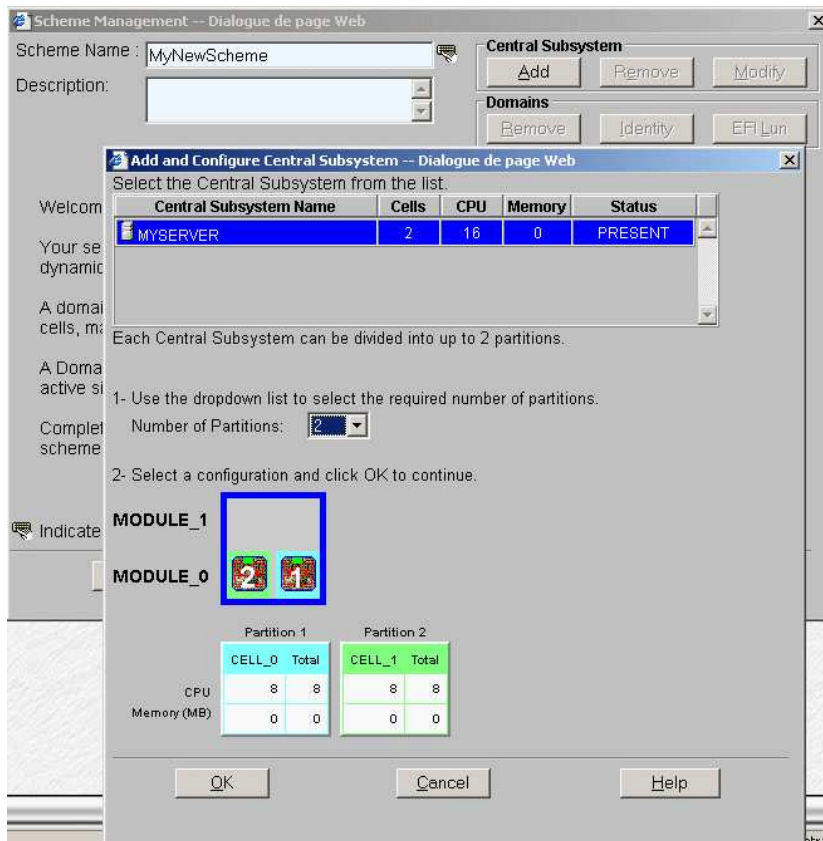 Scheme Management -- Dialogue de page Web
Scheme Name : MyNewScheme
Description:
Central Subsystem
Add Remove Modify
Domains
Remove Identity EFI Lun
Welcom
Your se
dynamic
A domai
cells, ma
A Doma
active si
Complet
scheme
Indicate
Add and Configure Central Subsystem -- Dialogue de page Web
Select the Central Subsystem from the list.
Central Subsystem Name Cells CPU Memory Status
MYSERVER 2 16 0 PRESENT
Each Central Subsystem can be divided into up to 2 partitions.
1- Use the dropdown list to select the required number of partitions.
Number of Partitions: 2
2- Select a configuration and click OK to continue.
MODULE_1
MODULE_0 2 1
Partition 1 Partition 2
CELL_0 Total CELL_1 Total
CPU 8 8 8 8
Memory (MB) 0 0 0 0
OK Cancel Help